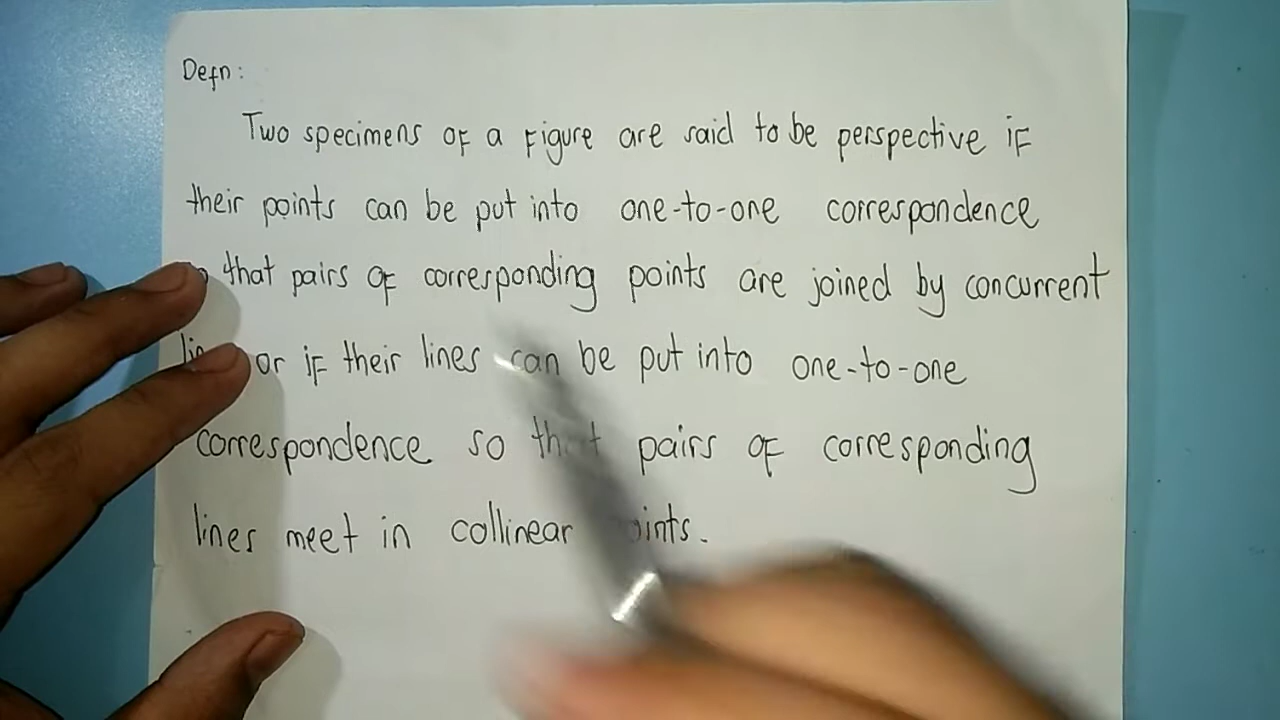 Defn:
Two specimens of a figure are said to be perspective if
their points can be put into one-to-one correspondence
that pairs of corresponding points are joined by concurrent
or if their lines can be put into one-to-one
correspondence so that pairs of corresponding
lines meet in collinear points.